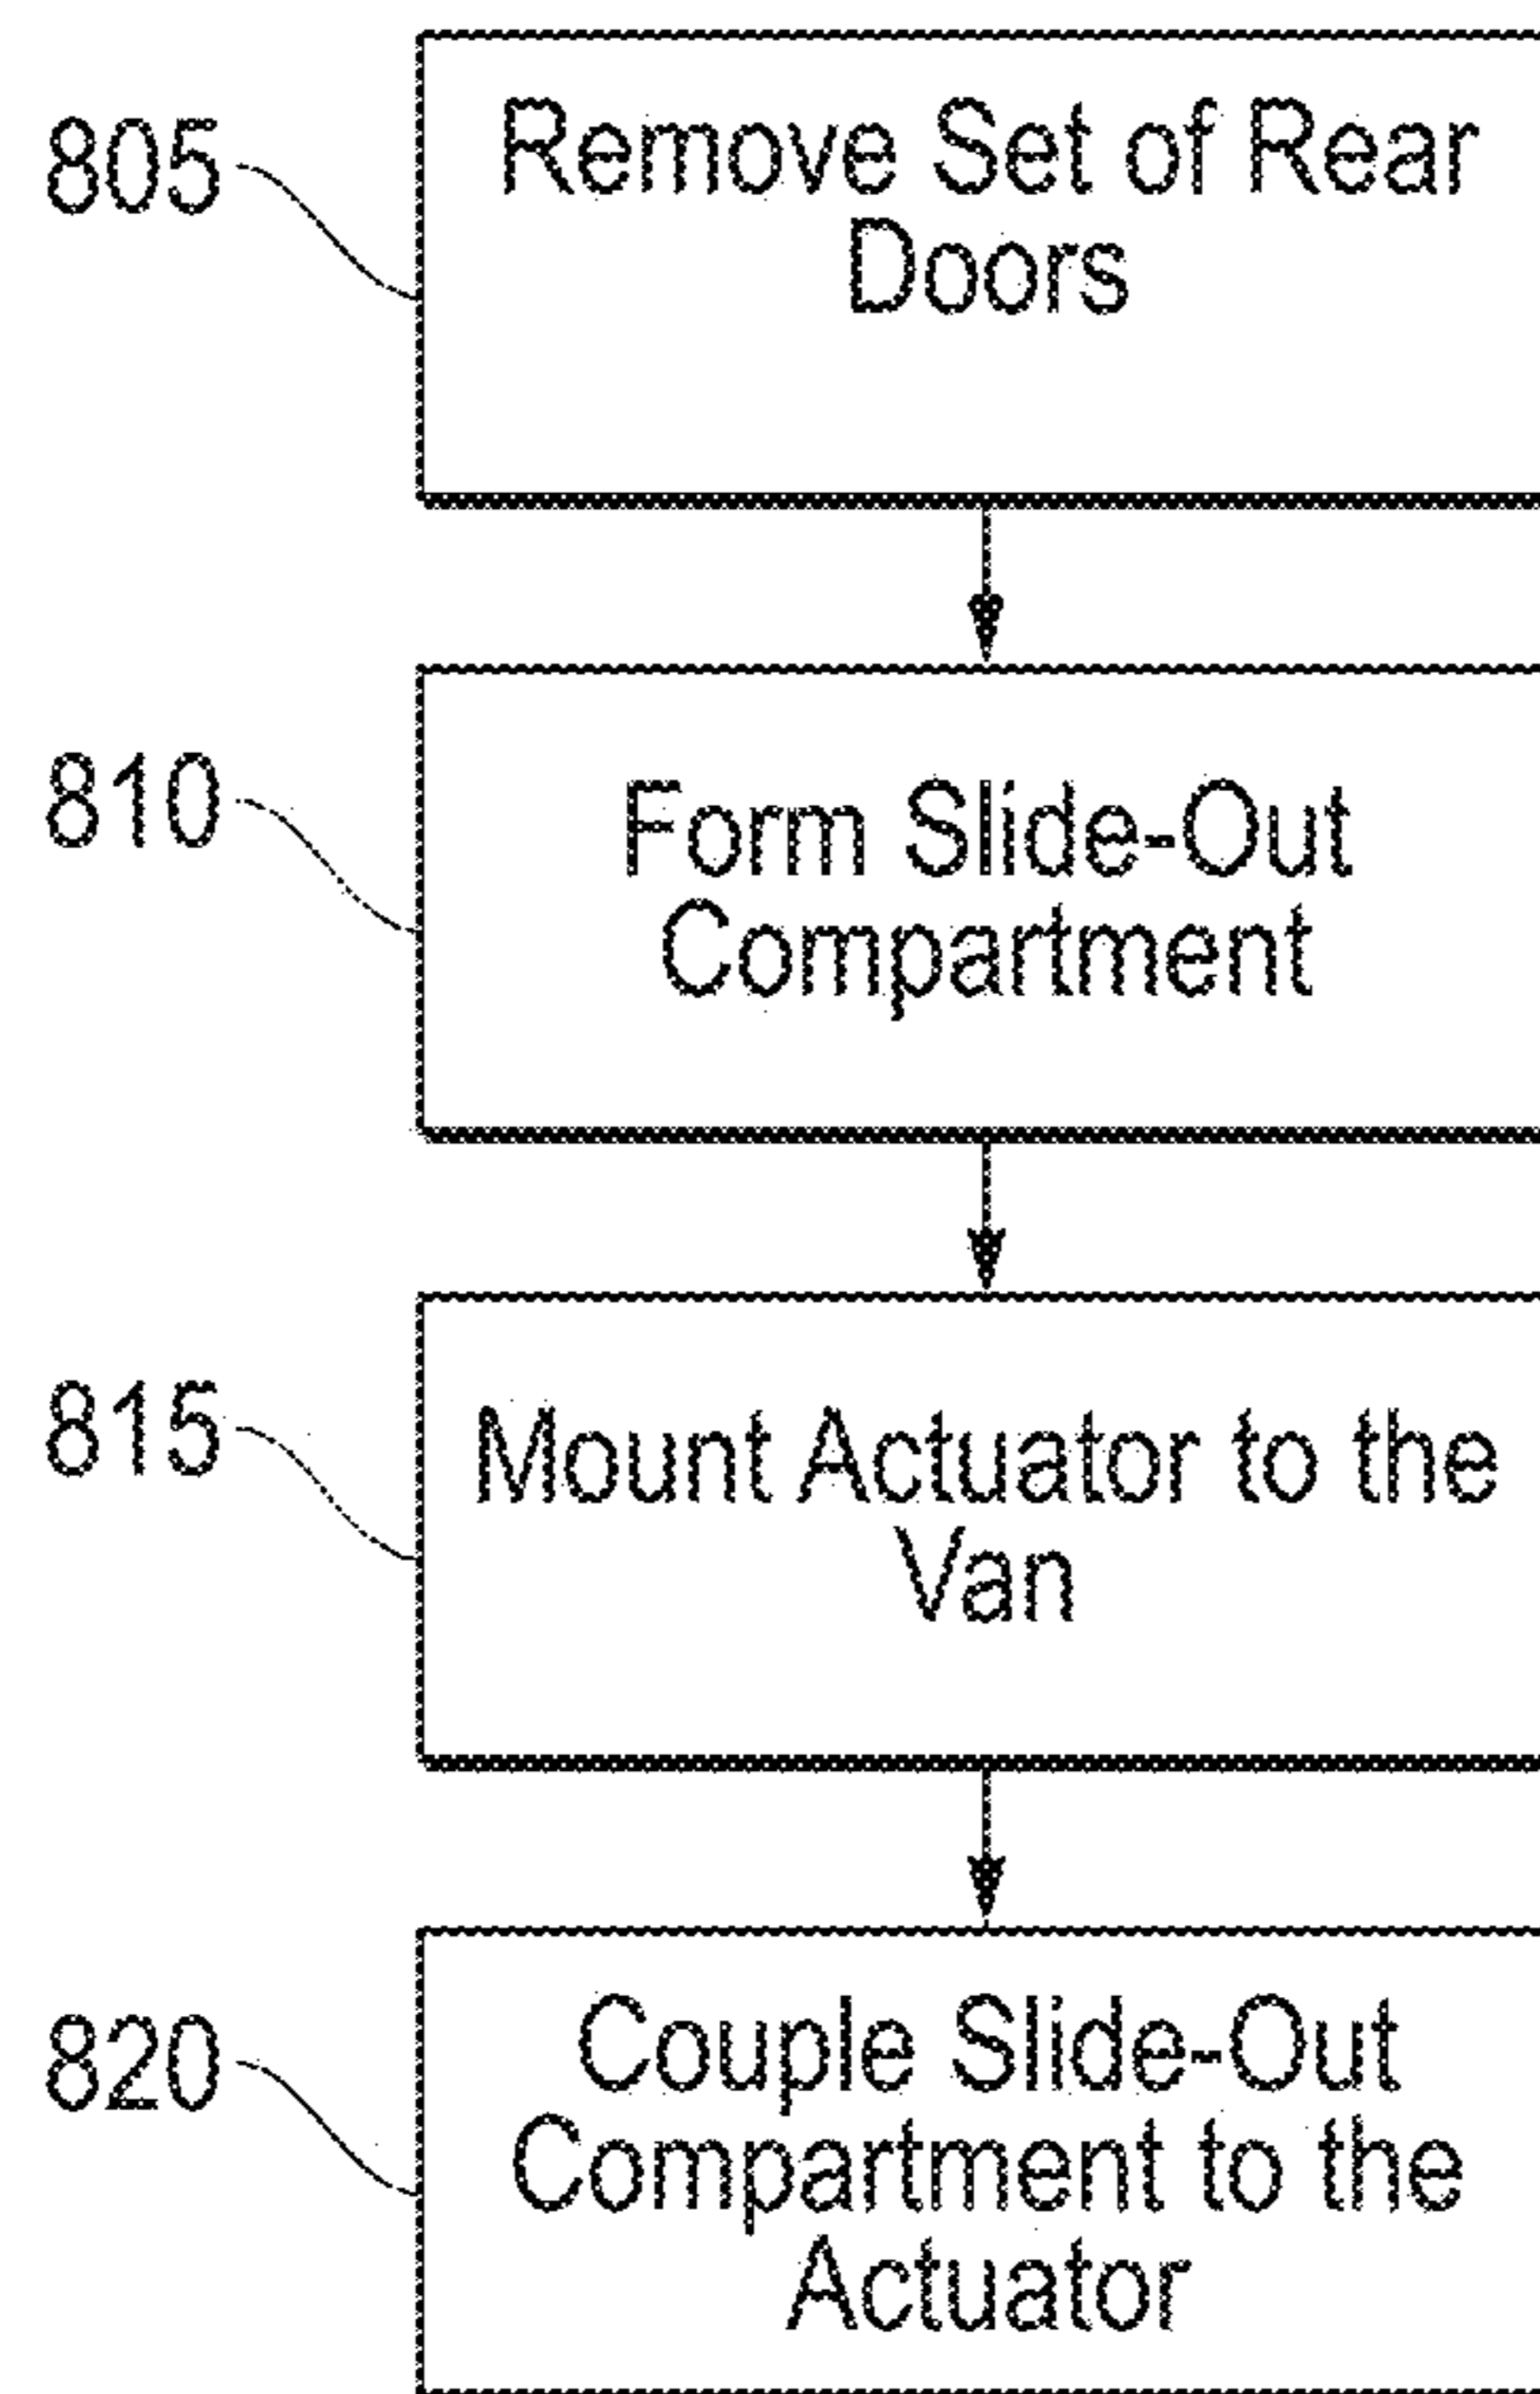 805
Remove Set of Rear
Doors
810
Form Slide-Out
Compartment
815
Mount Actuator to the
Van
820
Couple Slide-Out
Compartment to the
Actuator